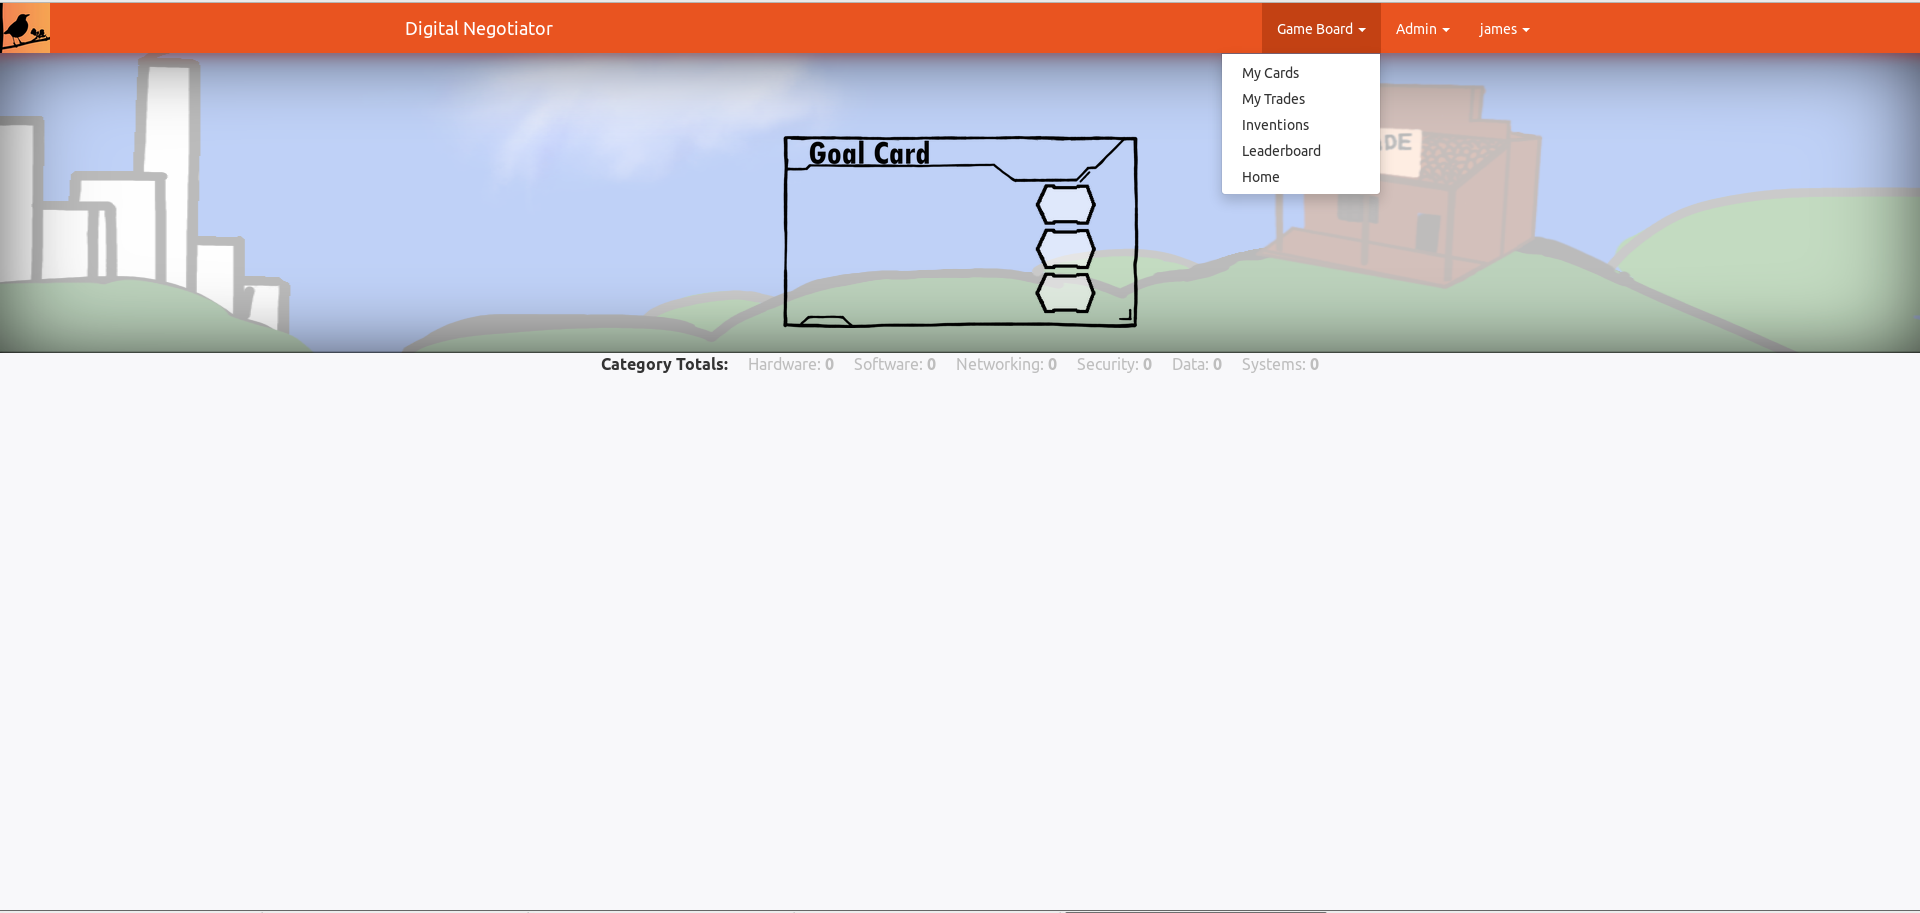 Digital Negotiator Game Board Admin james
My Cards
My Trades
Inventions
DE
Leaderboard
Home
Goal Card
Category Totals: Hardware: 0 Software: 0 Networking: 0 Security: 0 Data: 0 Systems: 0